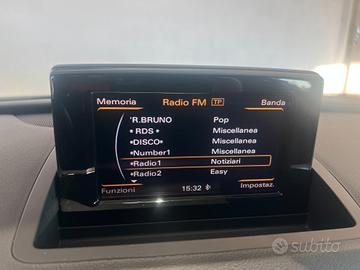 Memoria Radio FM TP Banda
'R.BRUNO Pop
* RDS * Miscellanea
*DISCO* Miscellanea
*Number1 Miscellanea
*Radio1 Notiziari
*Radio2 Easy
Funzioni 15:32 Impostaz.
subito